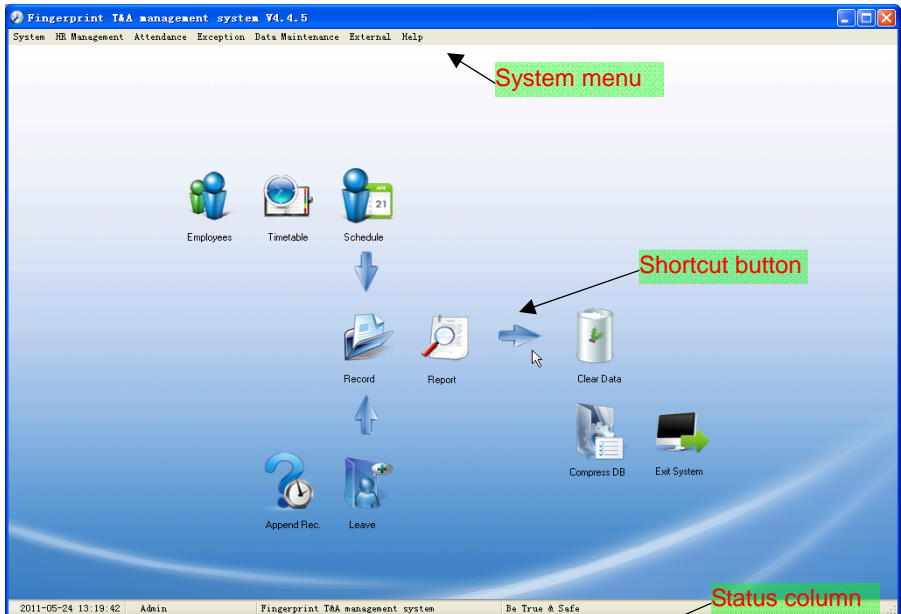 Fingerprint T&A management system V4.4.5
System HR Management Attendance Exception Data Maintenance External Help
System menu
APR
21
Employees Timetable Schedule
Shortcut button
Record Report Clear Data
Compress DB Exit System
Append Rec. Leave
Status column
2011-05-24 13:19:42 Admin Fingerprint T&A management system Be True & Safe